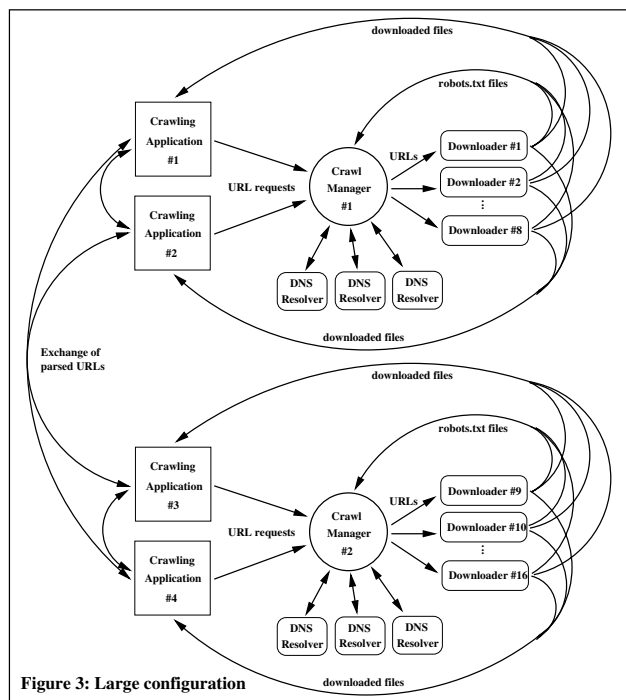 downloaded files
robots.txt files
Crawling
Application
#1
Crawl
Manager
#1
URLs
Downloader #1
Downloader #2
⋮
Downloader #8
URL requests
Crawling
Application
#2
DNS
Resolver
DNS
Resolver
DNS
Resolver
downloaded files
Exchange of
parsed URLs
downloaded files
robots.txt files
Crawling
Application
#3
Crawl
Manager
#2
URLs
Downloader #9
Downloader #10
⋮
Downloader #16
URL requests
Crawling
Application
#4
DNS
Resolver
DNS
Resolver
DNS
Resolver
downloaded files
Figure 3: Large configuration